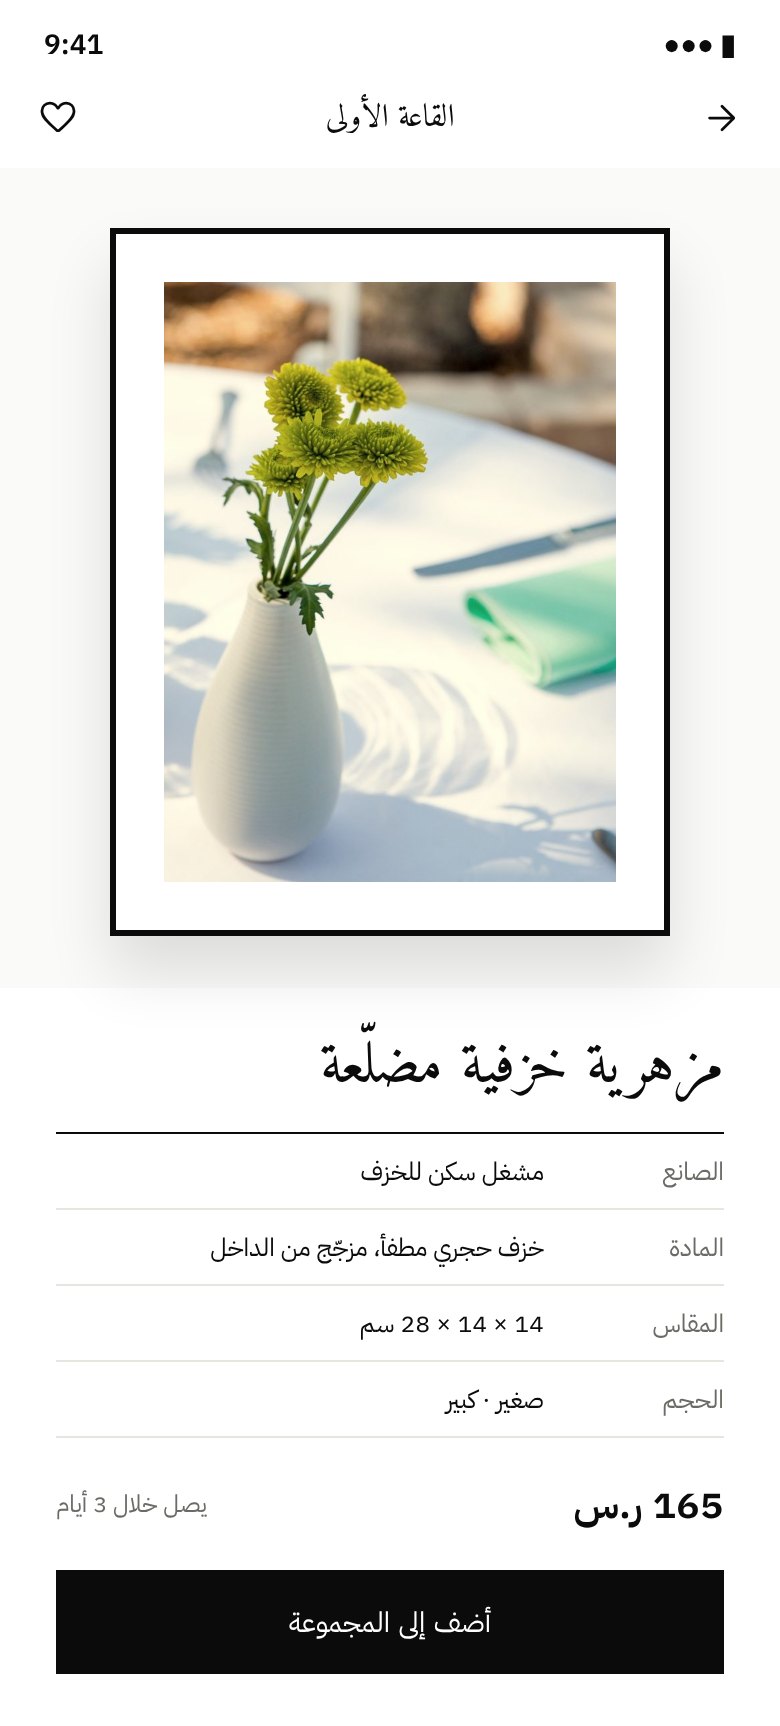 9:41
القاعة الأولى
مزهرية خزفية مضلّعة
الصانع مشغل سكن للخزف
المادة خزف حجري مطفأ، مزجّج من الداخل
المقاس 14 × 14 × 28 سم
الحجم صغير · كبير
165 ر.س يصل خلال 3 أيام
أضف إلى المجموعة